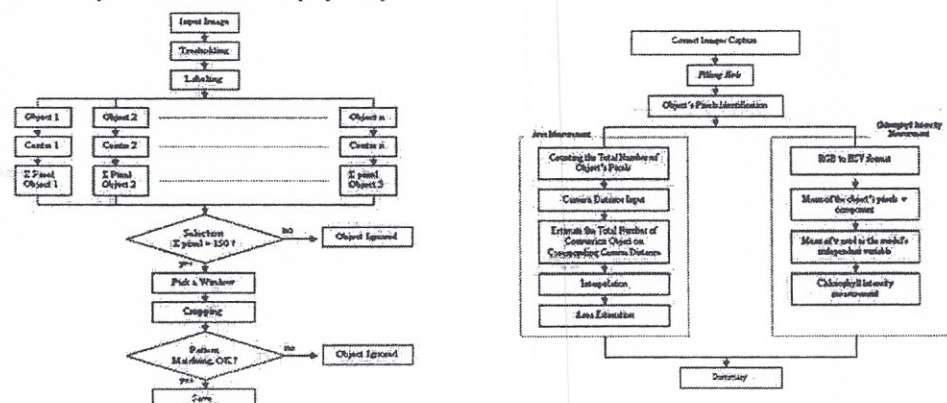 Input Image
Tresholding
Labeling
Object 1
Object 2
Object n
Center 1
Center 2
Center n
Σ Pixel
Object 1
Σ Pixel
Object 2
Σ pixel
Object 3
Selection
Σ pixel > 150 ?
no
Object Ignored
yes
Pick a Window
Cropping
Pattern
Matching OK ?
no
Object Ignored
yes
Save
Correct Images Capture
Filling Hole
Object's Pixels Identification
Area Measurement
Counting the Total Number of
Object's Pixels
Camera Distance Input
Estimate the Total Number of
Conversion Object on
Corresponding Camera Distance
Interpolation
Area Estimation
Chlorophyll Intensity
Measurement
RGB to HSV format
Mean of the object's pixels v
component
Mean of v used in the model's
independent variable
Chlorophyll Intensity
measurement
Summary